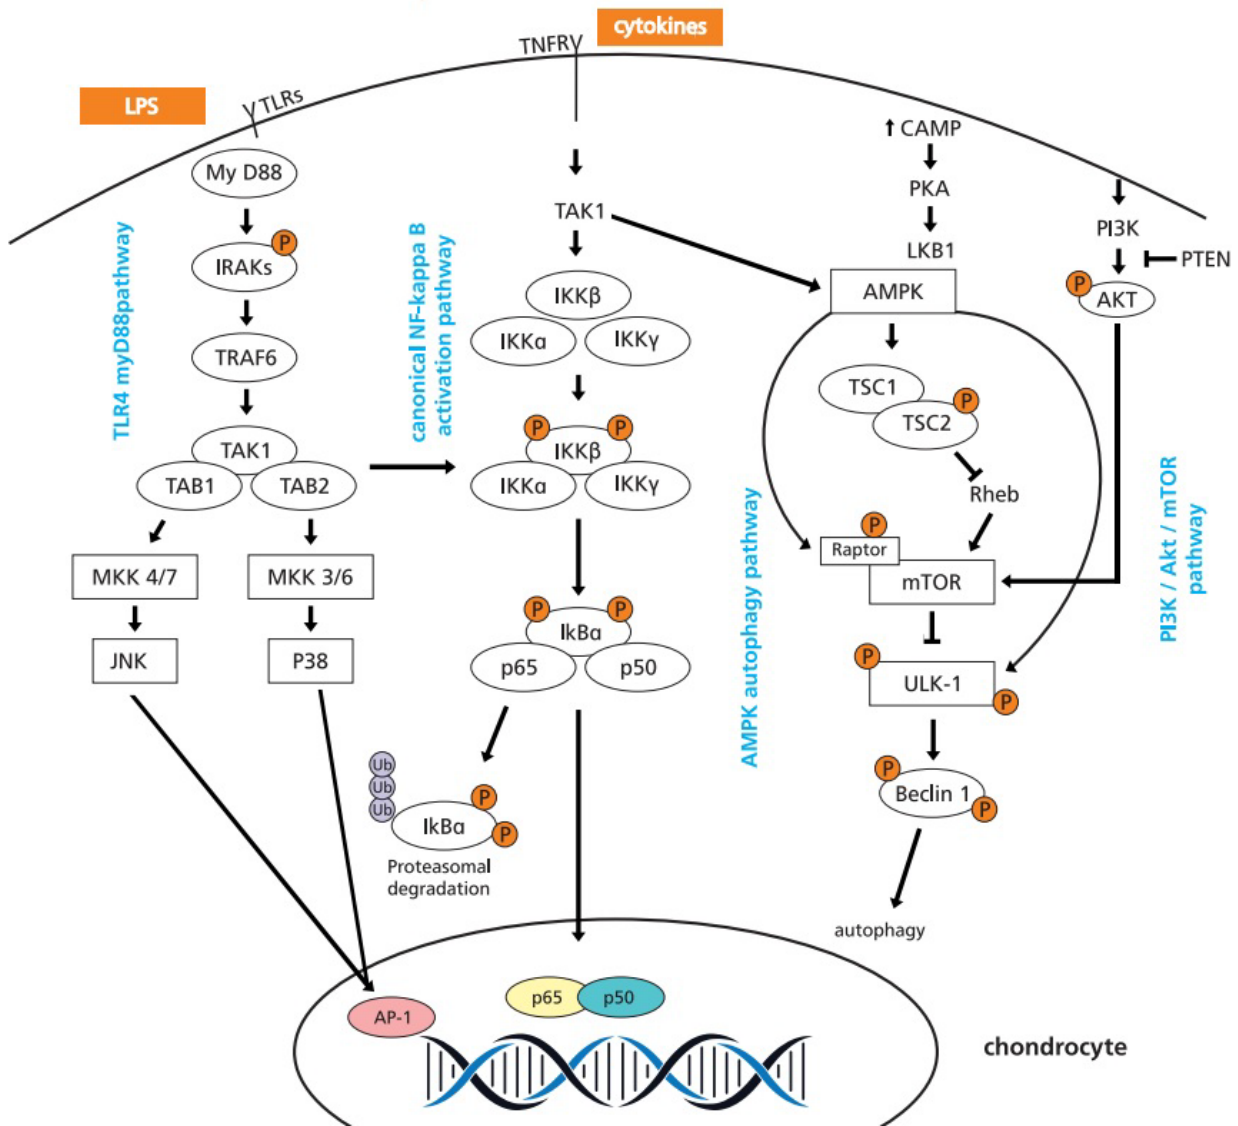 cytokines
TNFRγ
LPS
γ TLRs
CAMP
My D88
PKA
TAK1
LKB1
PI3K
PTEN
P
IRAKs
AMPK
P
AKT
IKKβ
IKKα
IKKγ
TRAF6
TSC1
P
TSC2
TLR4 myD88pathway
canonical NF-kappa B
activation pathway
P
P
IKKβ
IKKα
IKKγ
TAK1
TAB1
TAB2
Rheb
P
Raptor
mTOR
AMPK autophagy pathway
PI3K / Akt / mTOR
pathway
MKK 4/7
MKK 3/6
P
P
IkBα
p65
p50
JNK
P38
P
ULK-1
P
P
Beclin 1
P
Ub
Ub
Ub
P
IkBα
P
Proteasomal
degradation
autophagy
p65
p50
AP-1
chondrocyte